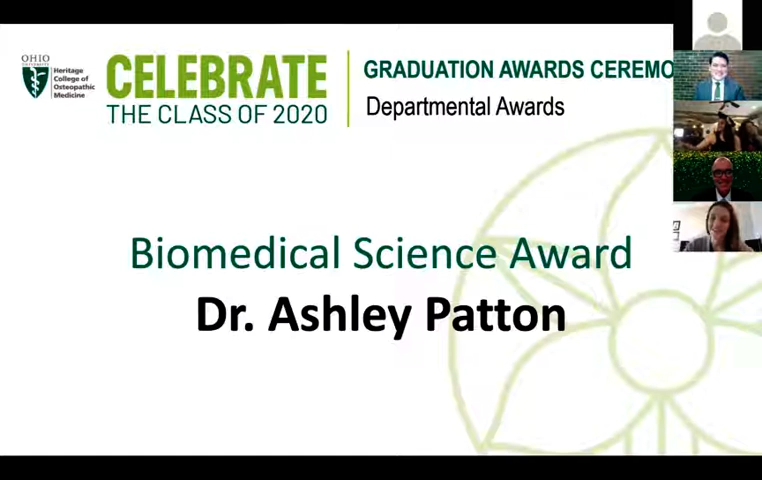 OHIO
UNIVERSITY
Heritage
College of
Osteopathic
Medicine
CELEBRATE
THE CLASS OF 2020
GRADUATION AWARDS CEREMO
Departmental Awards
Biomedical Science Award
Dr. Ashley Patton